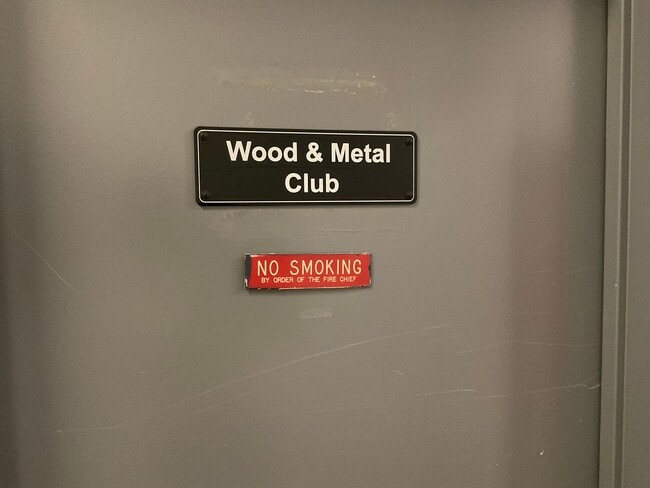 Wood & Metal
Club
NO SMOKING
BY ORDER OF THE FIRE CHIEF